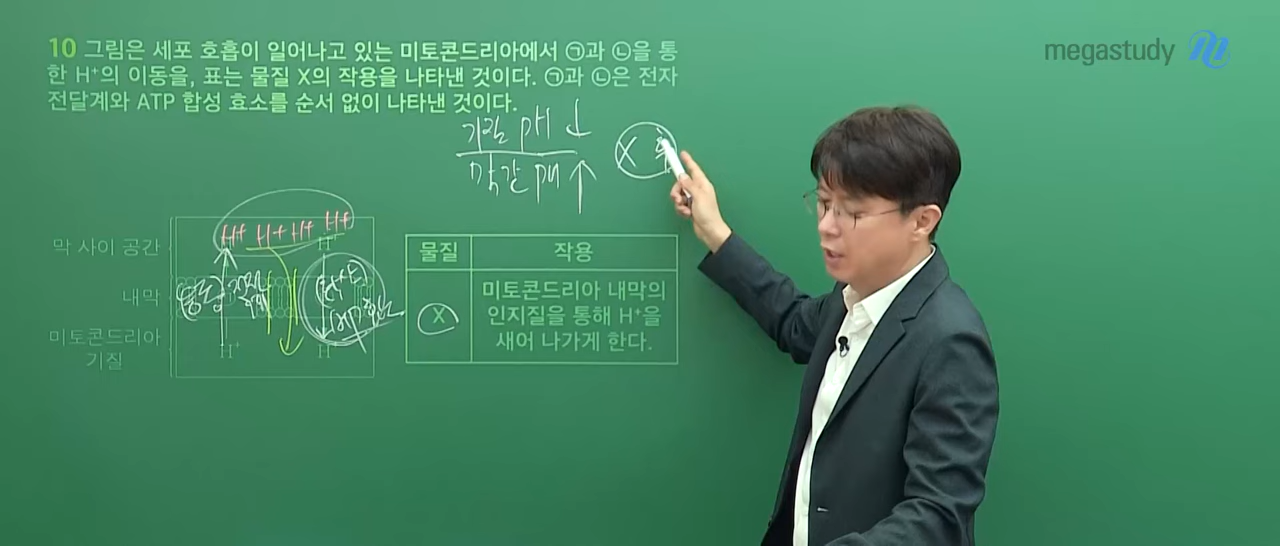 megastudy
10 그림은 세포 호흡이 일어나고 있는 미토콘드리아에서 ㉠과 ㉡을 통
한 H⁺의 이동을, 표는 물질 X의 작용을 나타낸 것이다. ㉠과 ㉡은 전자
전달계와 ATP 합성 효소를 순서 없이 나타낸 것이다.
기질 pH ↓
막간 pH ↑
X 후
H+ H+ H+ H+
막 사이 공간
내막
미토콘드리아
기질
H⁺
H⁺
H⁺
물질 작용
X
미토콘드리아 내막의
인지질을 통해 H⁺을
새어 나가게 한다.